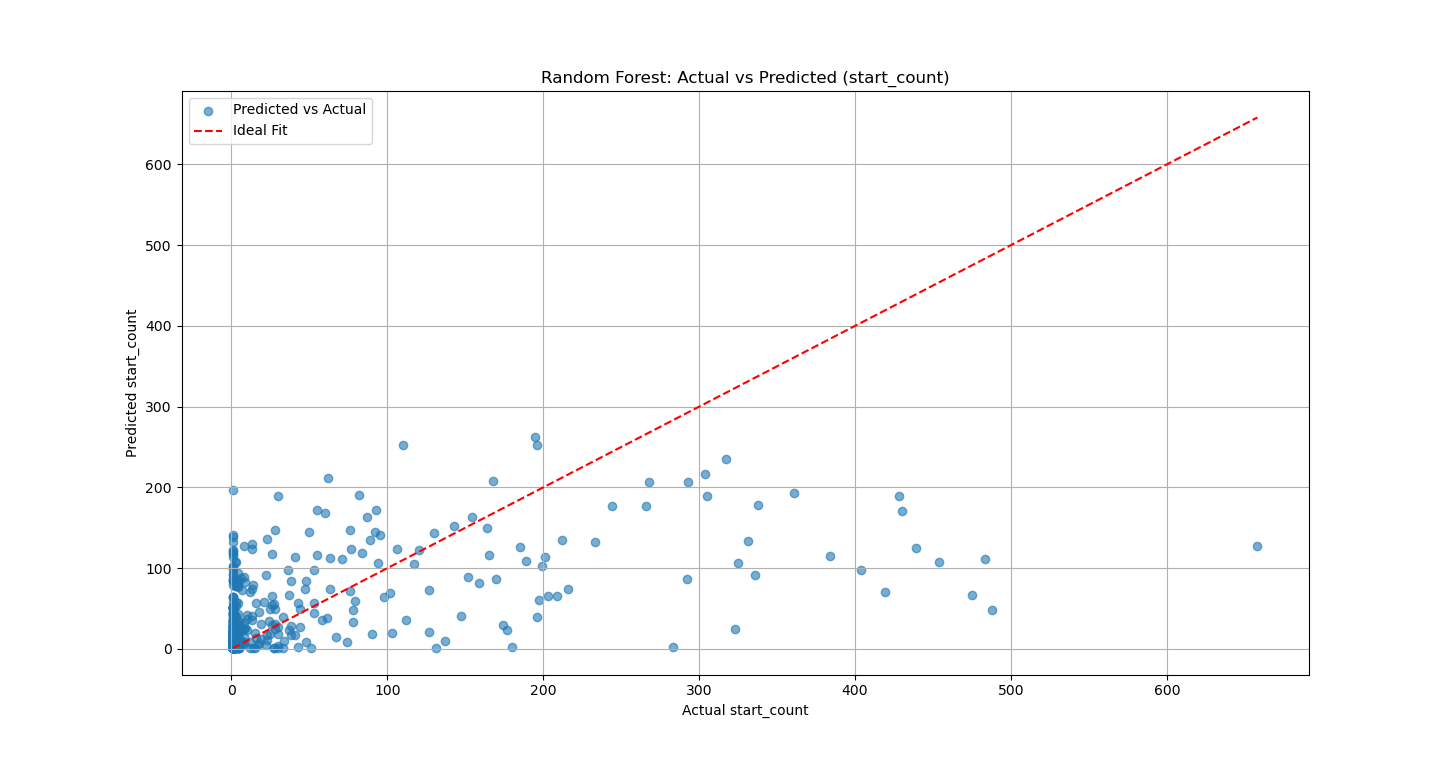 Random Forest: Actual vs Predicted (start_count)
Predicted vs Actual
Ideal Fit
Predicted start_count
600
500
400
300
200
100
0
0 100 200 300 400 500 600
Actual start_count